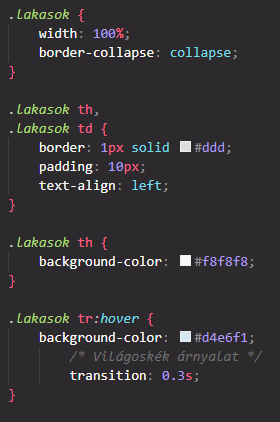 .lakasok {
    width: 100%;
    border-collapse: collapse;
}

.lakasok th,
.lakasok td {
    border: 1px solid #ddd;
    padding: 10px;
    text-align: left;
}

.lakasok th {
    background-color: #f8f8f8;
}

.lakasok tr:hover {
    background-color: #d4e6f1;
        /* Világoskék árnyalat */
        transition: 0.3s;
}